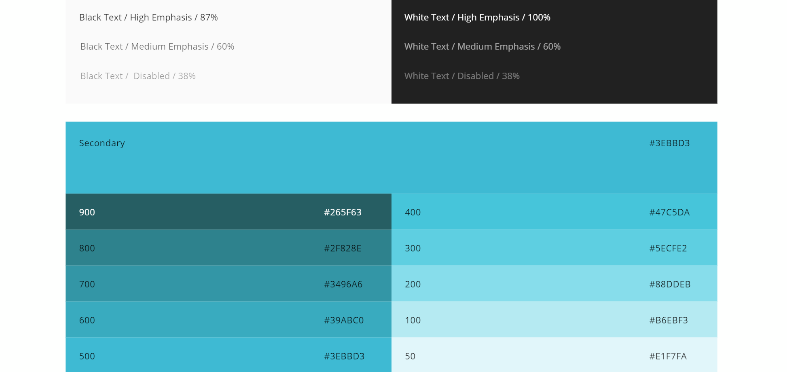 Black Text / High Emphasis / 87%
Black Text / Medium Emphasis / 60%
Black Text / Disabled / 38%
White Text / High Emphasis / 100%
White Text / Medium Emphasis / 60%
White Text / Disabled / 38%
Secondary #3EBBD3
900 #265F63
800 #2F828E
700 #3496A6
600 #39ABC0
500 #3EBBD3
400 #47C5DA
300 #5ECFE2
200 #88DDEB
100 #B6EBF3
50 #E1F7FA